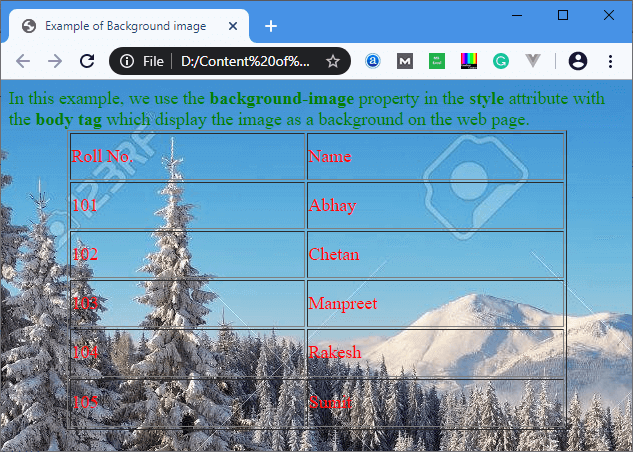 Example of Background image
File D:/Content%20of%...
In this example, we use the background-image property in the style attribute with
the body tag which display the image as a background on the web page.
Roll No. Name
101 Abhay
102 Chetan
103 Manpreet
104 Rakesh
105 Sumit
123RF